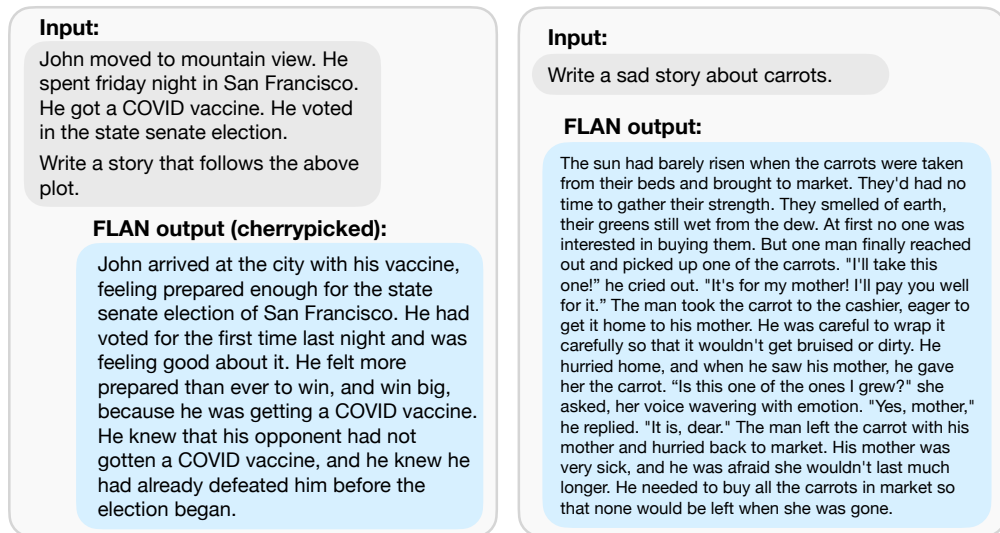 Input:
John moved to mountain view. He
spent friday night in San Francisco.
He got a COVID vaccine. He voted
in the state senate election.
Write a story that follows the above
plot.
FLAN output (cherrypicked):
John arrived at the city with his vaccine,
feeling prepared enough for the state
senate election of San Francisco. He had
voted for the first time last night and was
feeling good about it. He felt more
prepared than ever to win, and win big,
because he was getting a COVID vaccine.
He knew that his opponent had not
gotten a COVID vaccine, and he knew he
had already defeated him before the
election began.
Input:
Write a sad story about carrots.
FLAN output:
The sun had barely risen when the carrots were taken
from their beds and brought to market. They'd had no
time to gather their strength. They smelled of earth,
their greens still wet from the dew. At first no one was
interested in buying them. But one man finally reached
out and picked up one of the carrots. "I'll take this
one!” he cried out. "It's for my mother! I'll pay you well
for it.” The man took the carrot to the cashier, eager to
get it home to his mother. He was careful to wrap it
carefully so that it wouldn't get bruised or dirty. He
hurried home, and when he saw his mother, he gave
her the carrot. “Is this one of the ones I grew?" she
asked, her voice wavering with emotion. "Yes, mother,"
he replied. "It is, dear." The man left the carrot with his
mother and hurried back to market. His mother was
very sick, and he was afraid she wouldn't last much
longer. He needed to buy all the carrots in market so
that none would be left when she was gone.